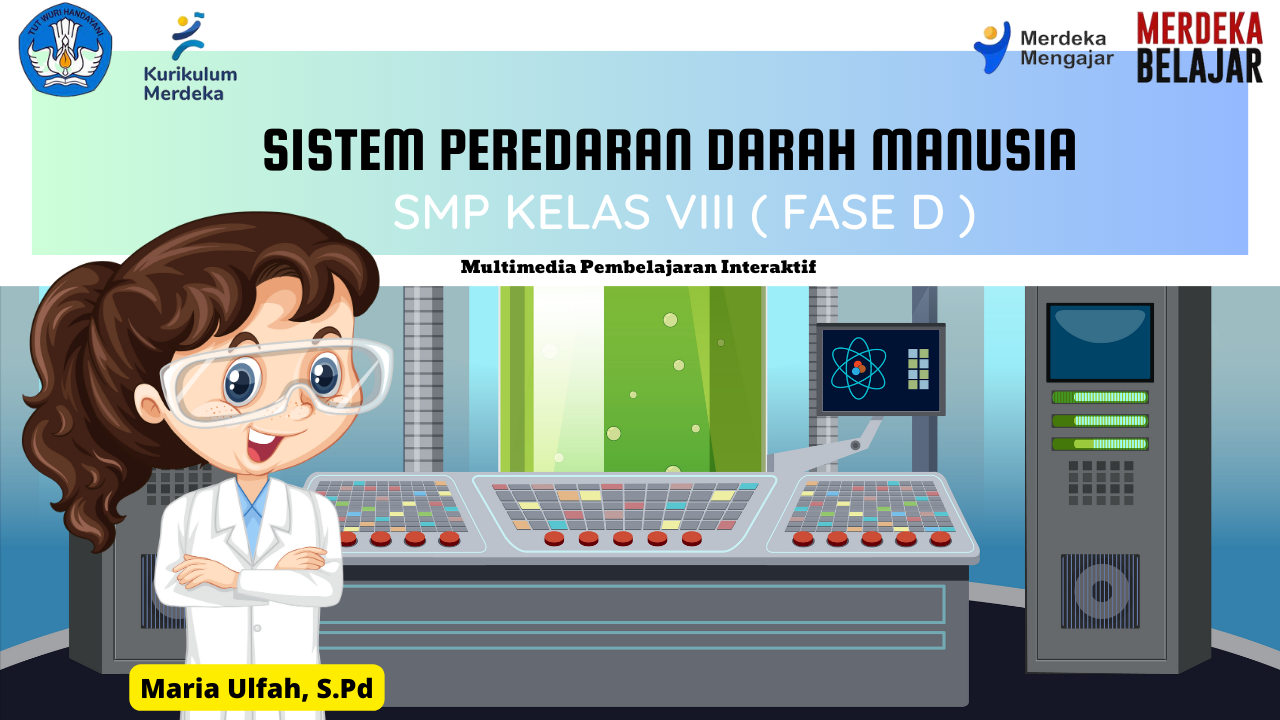 TUT WURI HANDAYANI
Kurikulum
Merdeka
Merdeka
Mengajar
MERDEKA
BELAJAR
SISTEM PEREDARAN DARAH MANUSIA
SMP KELAS VIII ( FASE D )
Multimedia Pembelajaran Interaktif
Maria Ulfah, S.Pd